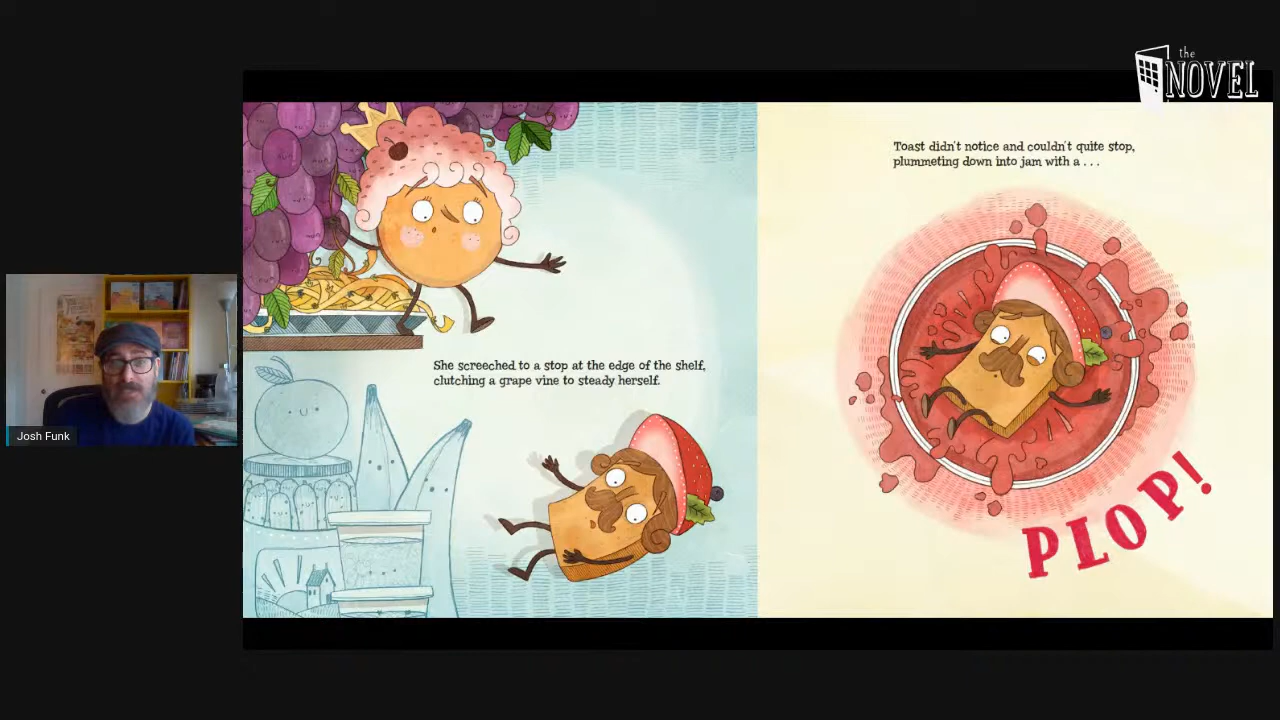 the
NOVEL
Toast didn't notice and couldn't quite stop,
plummeting down into jam with a . . .
She screeched to a stop at the edge of the shelf,
clutching a grape vine to steady herself.
Josh Funk
PLOP!